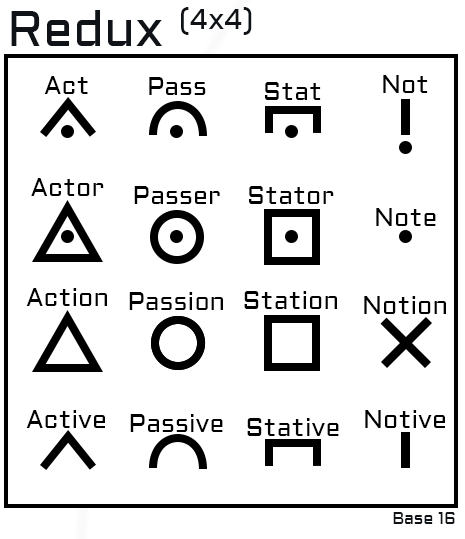 Redux (4x4)
Act Pass Stat Not
Actor Passer Stator Note
Action Passion Station Notion
Active Passive Stative Notive
Base 16